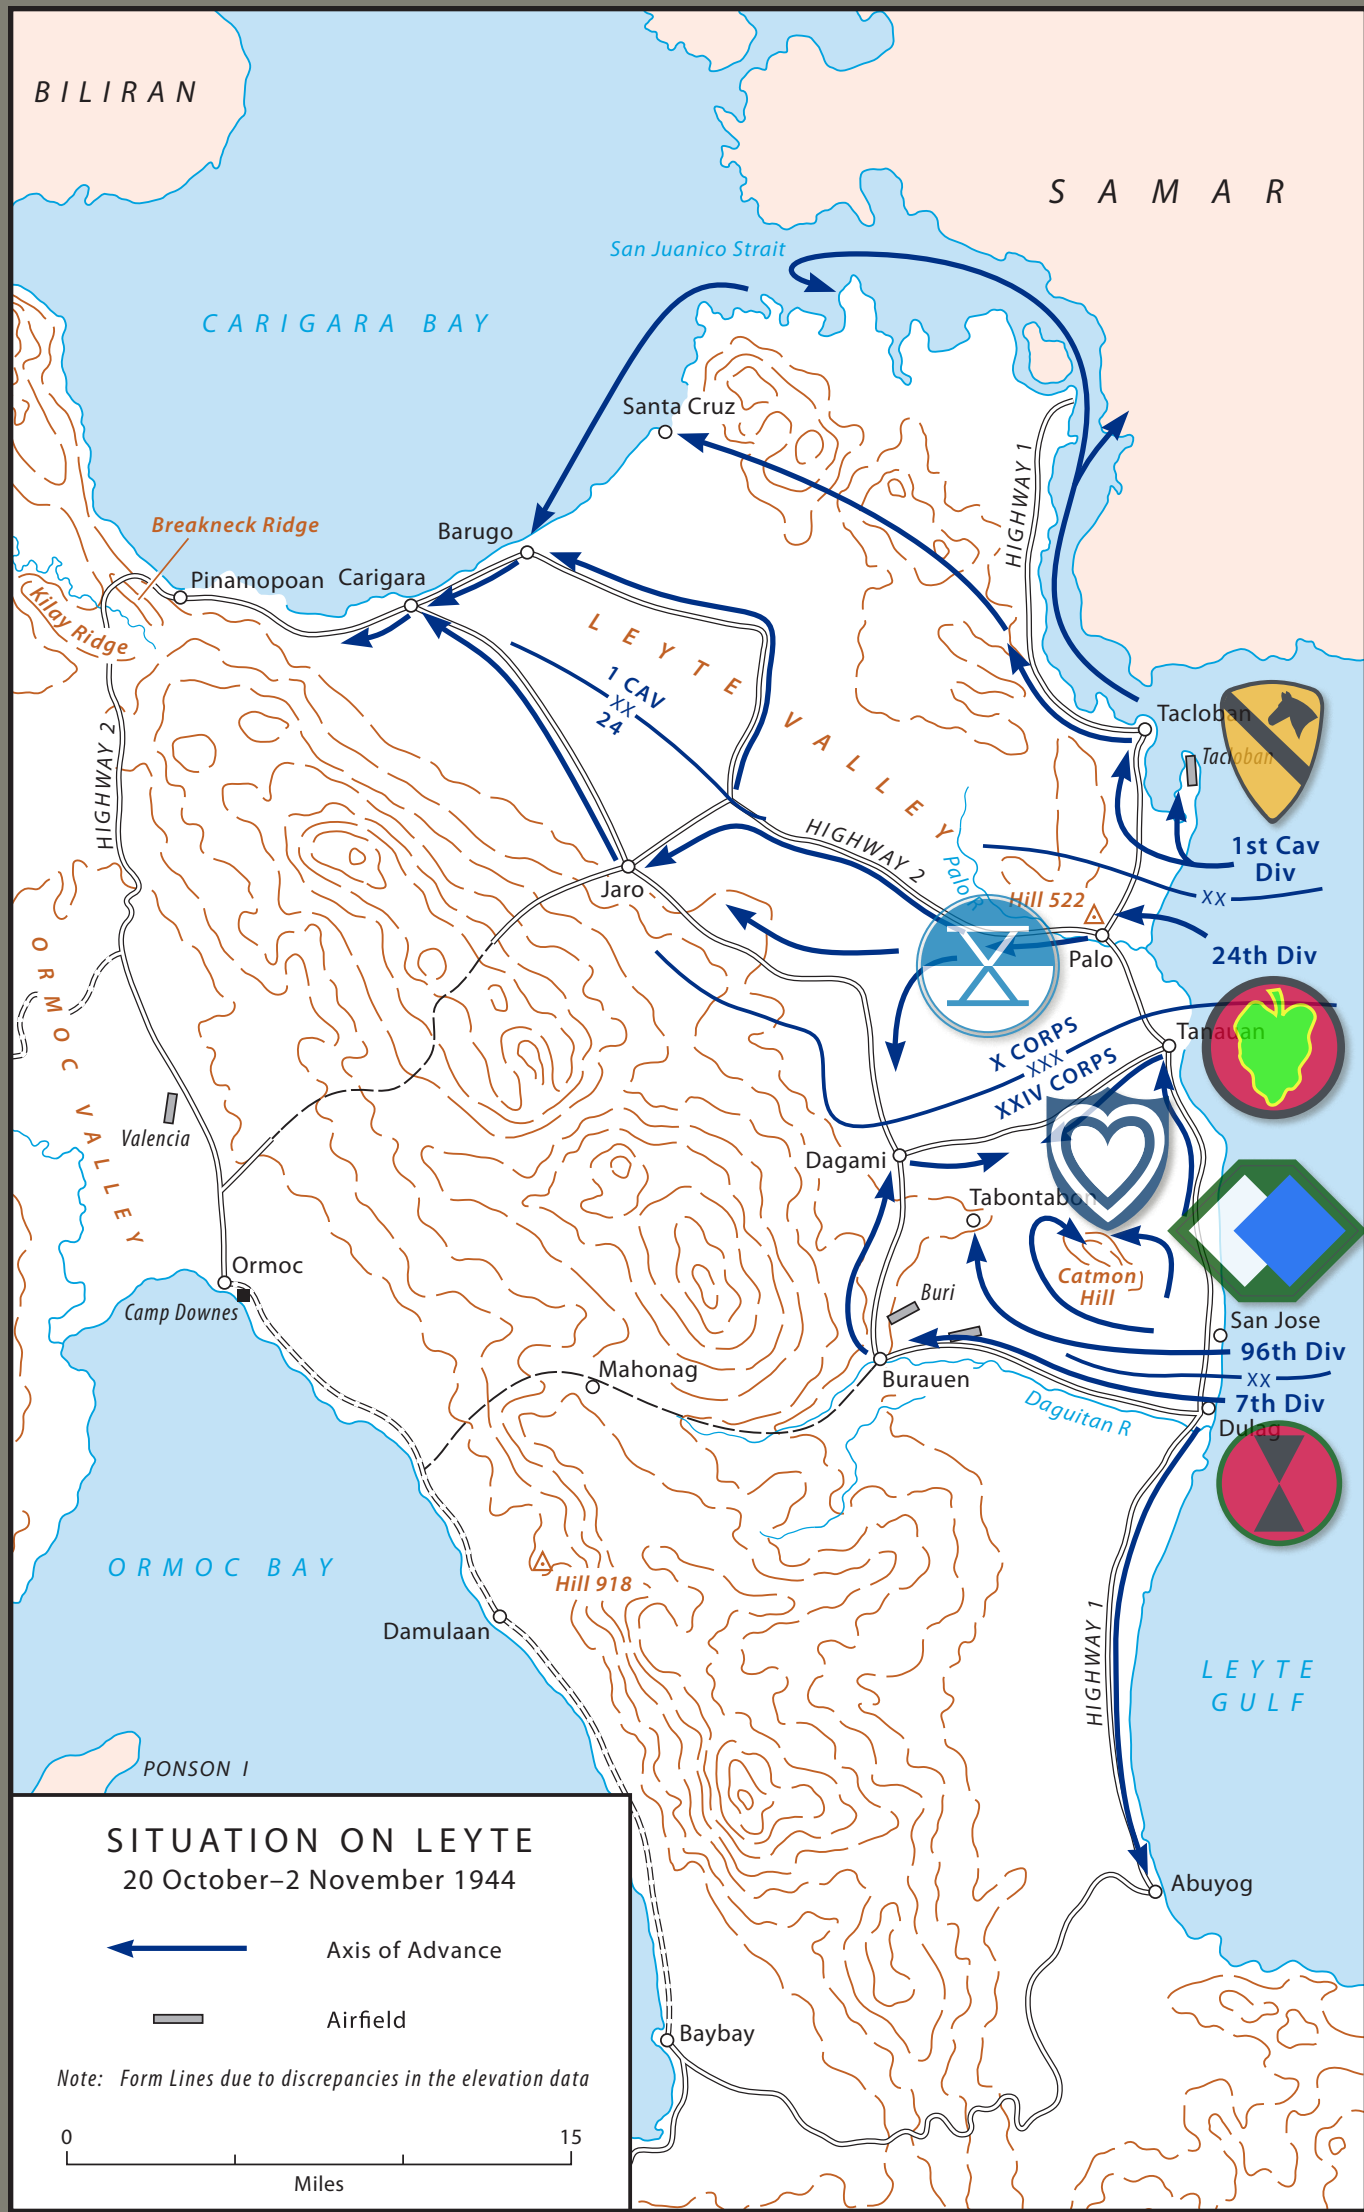 BILIRAN
SAMAR
San Juanico Strait
CARIGARA BAY
Santa Cruz
HIGHWAY 1
Breakneck Ridge
Barugo
Pinamopoan
Carigara
Kilay Ridge
LEYTE VALLEY
1 CAV
XX
24
HIGHWAY 2
Tacloban
Tacloban
HIGHWAY 2
1st Cav
Div
XX
Palo R
Hill 522
Jaro
24th Div
Palo
ORMOC VALLEY
X CORPS
XXX
XXIV CORPS
Tanauan
Valencia
Dagami
Tabontabon
Ormoc
Camp Downes
Catmon
Hill
Buri
San Jose
96th Div
XX
7th Div
Mahonag
Burauen
Daguitan R
Dulag
ORMOC BAY
Hill 918
Damulaan
HIGHWAY 1
LEYTE
GULF
PONSON I
SITUATION ON LEYTE
20 October–2 November 1944
Axis of Advance
Airfield
Note: Form Lines due to discrepancies in the elevation data
0 15
Miles
Abuyog
Baybay